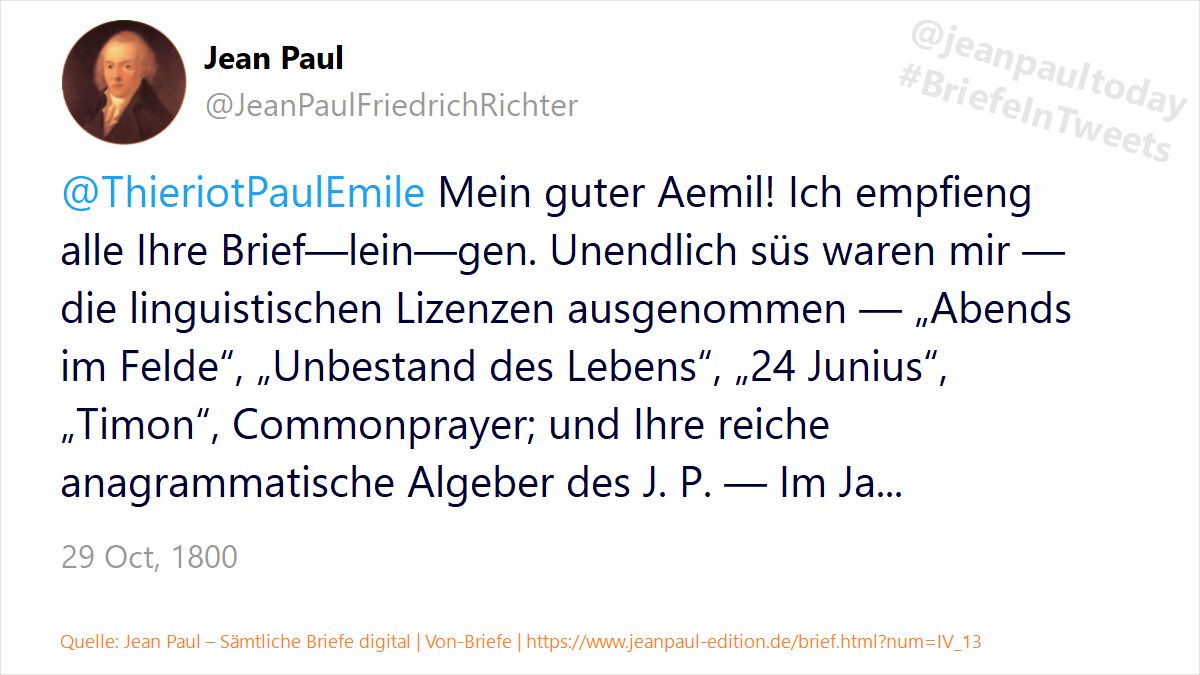 Jean Paul
@JeanPaulFriedrichRichter
@jeanpaultoday
#BriefeInTweets
@ThieriotPaulEmile Mein guter Aemil! Ich empfieng
alle Ihre Brief—lein—gen. Unendlich süs waren mir —
die linguistischen Lizenzen ausgenommen — „Abends
im Felde“, „Unbestand des Lebens“, „24 Junius“,
„Timon“, Commonprayer; und Ihre reiche
anagrammatische Algeber des J. P. — Im Ja...
29 Oct, 1800
Quelle: Jean Paul – Sämtliche Briefe digital | Von-Briefe | https://www.jeanpaul-edition.de/brief.html?num=IV_13